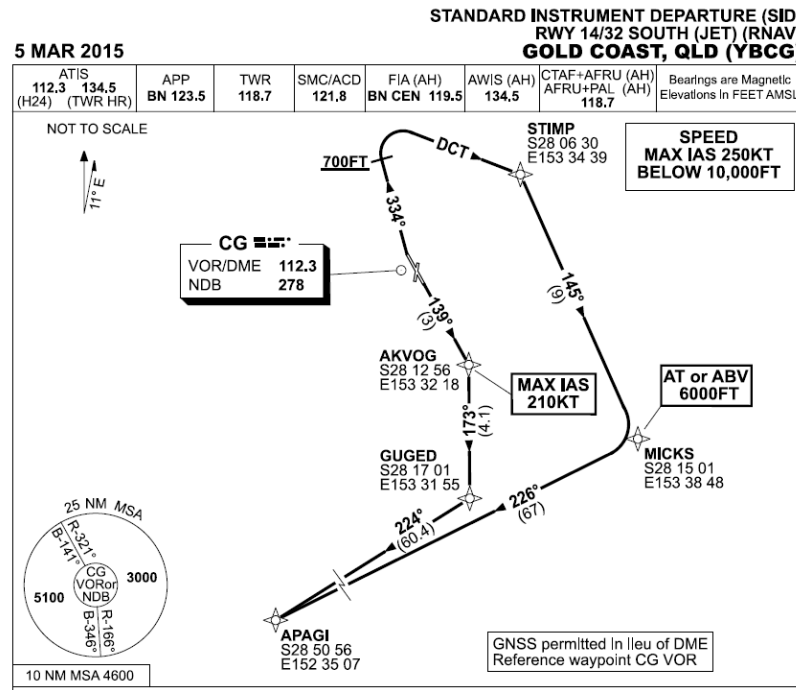 STANDARD INSTRUMENT DEPARTURE (SID
RWY 14/32 SOUTH (JET) (RNAV
5 MAR 2015
GOLD COAST, QLD (YBCG
ATIS
112.3 134.5
(H24) (TWR HR)
APP
BN 123.5
TWR
118.7
SMC/ACD
121.8
FIA (AH)
BN CEN 119.5
AWIS (AH)
134.5
CTAF+AFRU (AH)
AFRU+PAL (AH)
118.7
Bearings are Magnetic
Elevations in FEET AMSL
NOT TO SCALE
11° E
700FT
DCT
STIMP
S28 06 30
E153 34 39
SPEED
MAX IAS 250KT
BELOW 10,000FT
334°
CG
VOR/DME 112.3
NDB 278
139°
(3)
145°
(9)
AKVOG
S28 12 56
E153 32 18
MAX IAS
210KT
AT or ABV
6000FT
173°
(4.1)
MICKS
S28 15 01
E153 38 48
GUGED
S28 17 01
E153 31 55
224°
(60.4)
226°
(67)
25 NM MSA
R-321°
B-141°
CG
VORor
NDB
3000
5100
R-166°
B-346°
10 NM MSA 4600
APAGI
S28 50 56
E152 35 07
GNSS permitted in lieu of DME
Reference waypoint CG VOR